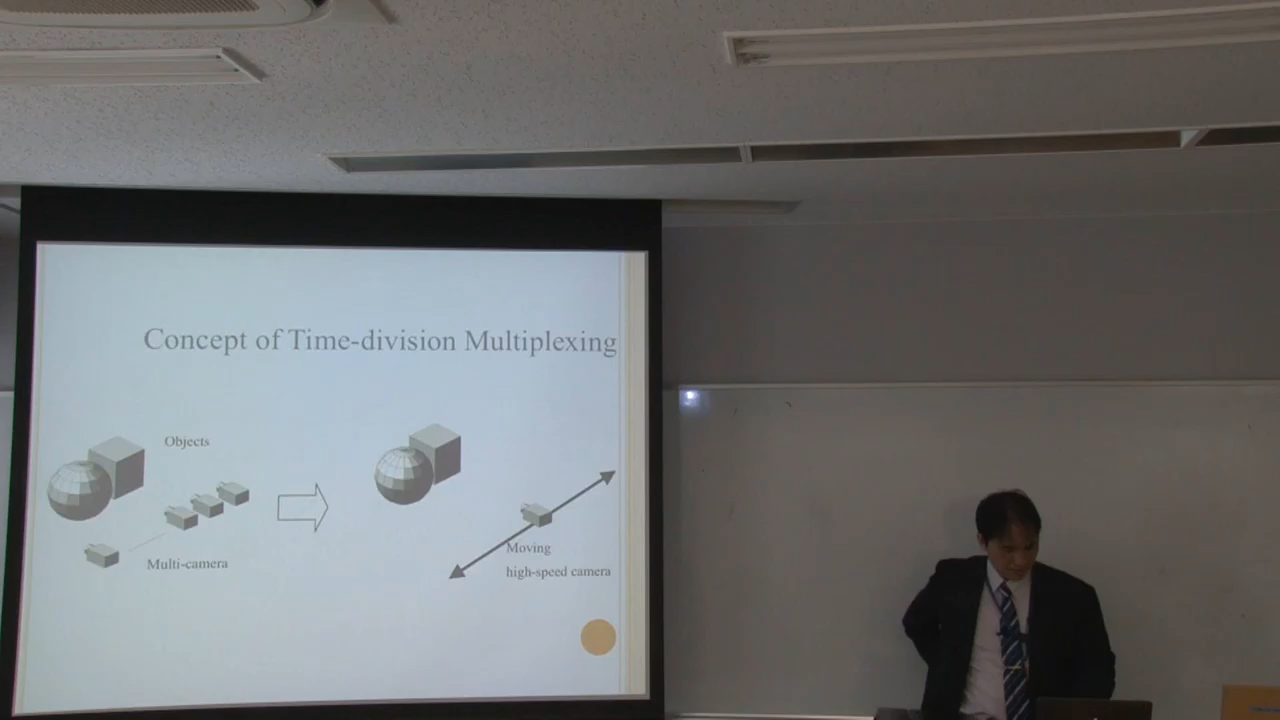 Concept of Time-division Multiplexing
Objects
Multi-camera
Moving
high-speed camera